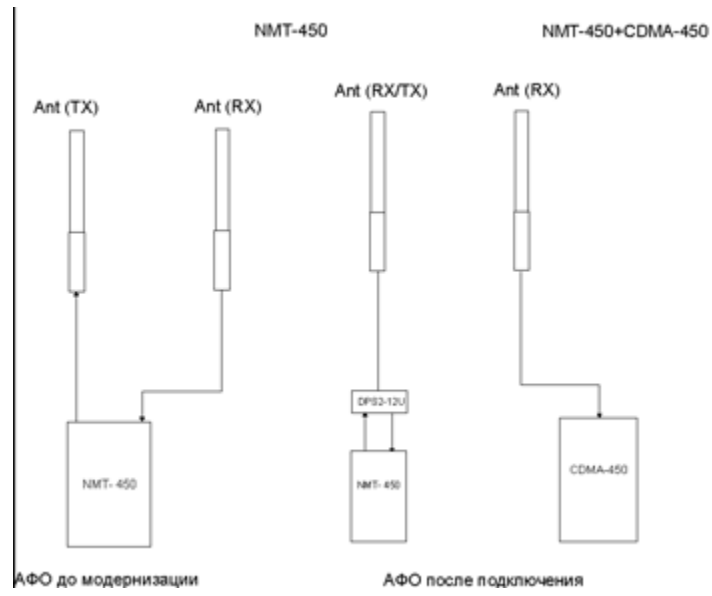 NMT-450
NMT-450+CDMA-450
Ant (TX)
Ant (RX)
Ant (RX/TX)
Ant (RX)
DPS2-12U
NMT- 450
NMT- 450
CDMA-450
АФО до модернизации
АФО после подключения